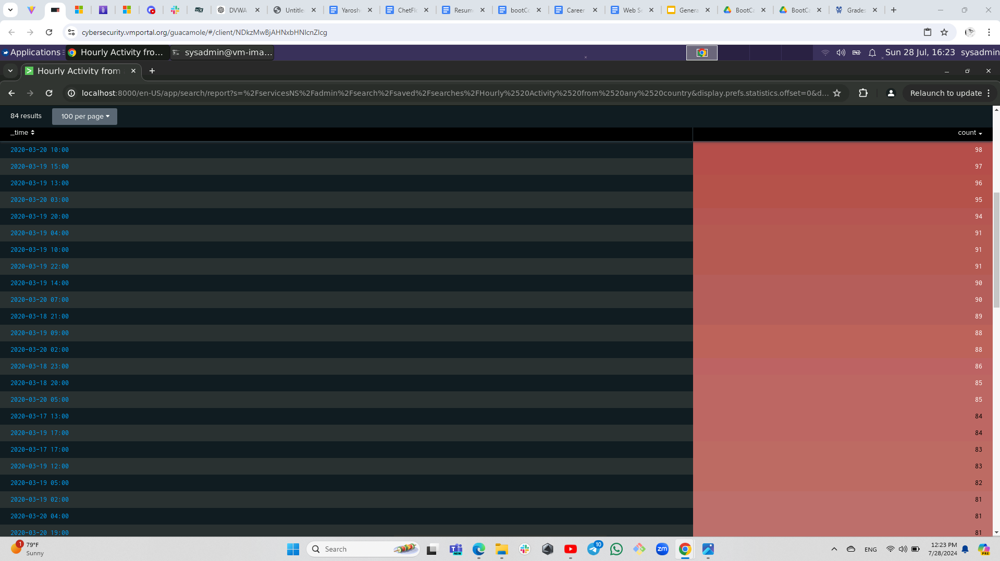 DVWA
Untitle
Yarosh
ChetFl
Resum
bootCo
Career
Web Se
Genera
BootCa
BootCa
Grades
cybersecurity.vmportal.org/guacamole/#/client/NDkzMwBjAHNxbHNlcnZlcg
Applications
Hourly Activity fro...
sysadmin@vm-ima...
Sun 28 Jul, 16:23
sysadmin
Hourly Activity from
localhost:8000/en-US/app/search/report?s=%2FservicesNS%2Fadmin%2Fsearch%2Fsaved%2Fsearches%2FHourly%2520Activity%2520from%2520any%2520country&display.prefs.statistics.offset=0&d...
Relaunch to update
84 results
100 per page
_time count
2020-03-20 10:00 98
2020-03-19 15:00 97
2020-03-19 13:00 96
2020-03-20 03:00 95
2020-03-19 20:00 94
2020-03-19 04:00 91
2020-03-19 10:00 91
2020-03-19 22:00 91
2020-03-19 14:00 90
2020-03-20 07:00 90
2020-03-18 21:00 89
2020-03-19 09:00 88
2020-03-20 02:00 88
2020-03-18 23:00 86
2020-03-18 20:00 85
2020-03-20 05:00 85
2020-03-17 13:00 84
2020-03-19 17:00 84
2020-03-17 17:00 83
2020-03-19 12:00 83
2020-03-19 05:00 82
2020-03-19 02:00 81
2020-03-20 04:00 81
2020-03-20 19:00 81
1
79°F
Sunny
Search
NEW
10
zm
ENG
12:23 PM
7/28/2024
PRE